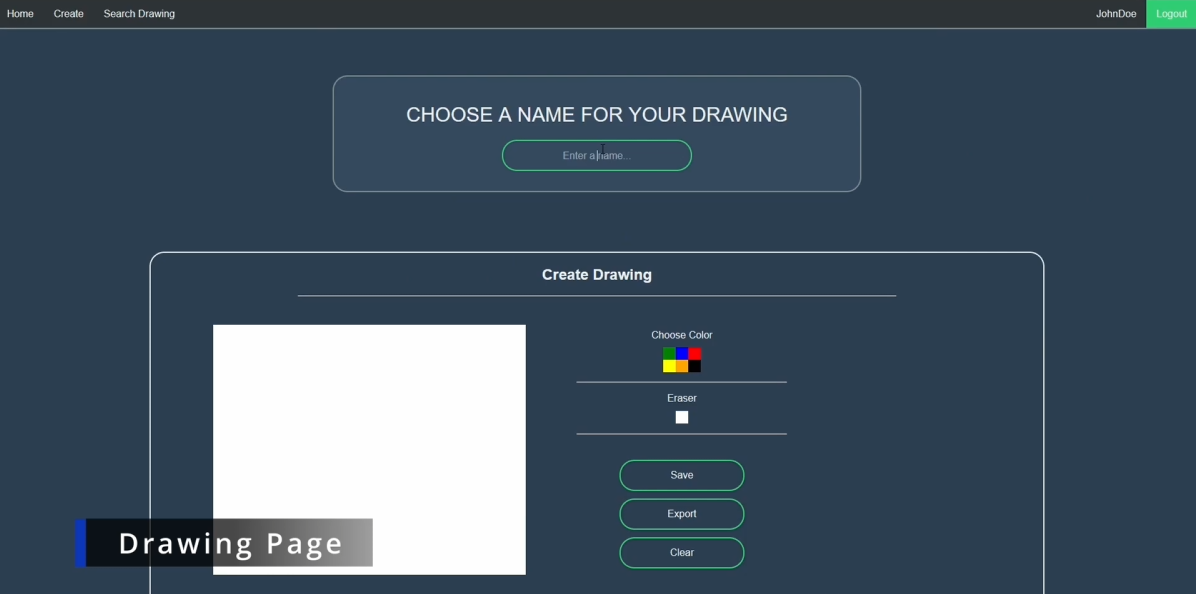 Home Create Search Drawing JohnDoe Logout
CHOOSE A NAME FOR YOUR DRAWING
Enter a name...
Create Drawing
Choose Color
Eraser
Save
Export
Clear
Drawing Page